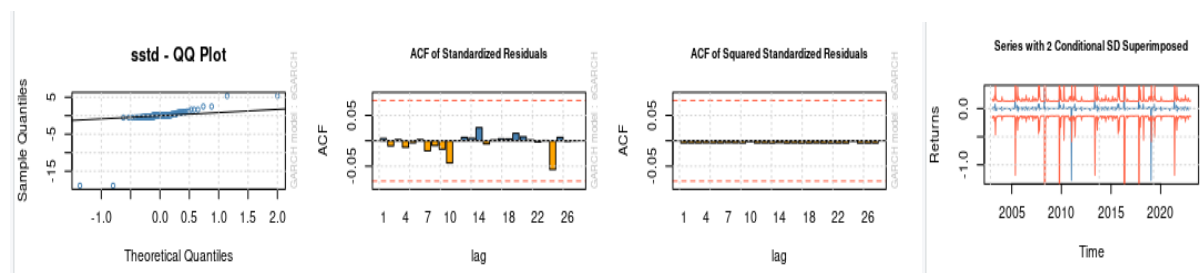 sstd - QQ Plot
Sample Quantiles
5
-5
-15
-1.0
0.0
0.5
1.0
1.5
2.0
Theoretical Quantiles
GARCH model : eGARCH
ACF of Standardized Residuals
ACF
0.05
-0.05
1 4 7 10 14 18 22 26
lag
GARCH model : eGARCH
ACF of Squared Standardized Residuals
ACF
0.05
-0.05
1 4 7 10 14 18 22 26
lag
GARCH model : eGARCH
Series with 2 Conditional SD Superimposed
Returns
0.0
-1.0
2005 2010 2015 2020
Time